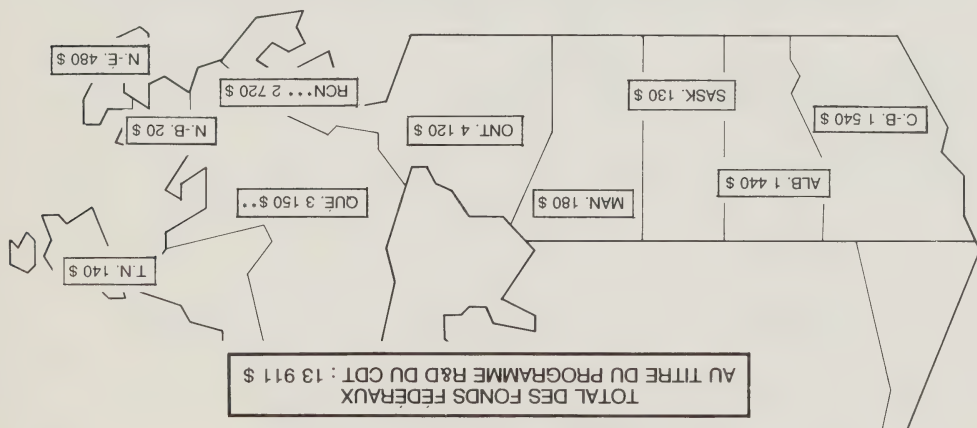 TOTAL DES FONDS FÉDÉRAUX
AU TITRE DU PROGRAMME R&D DU CDT : 13 911 $
T.N. 140 $
MAN. 180 $
QUÉ. 3 150 $**
ALB. 1 440 $
C.-B. 1 540 $
ONT. 4 120 $
N.-B. 20 $
SASK. 130 $
RCN*** 2 720 $
N.-É. 480 $